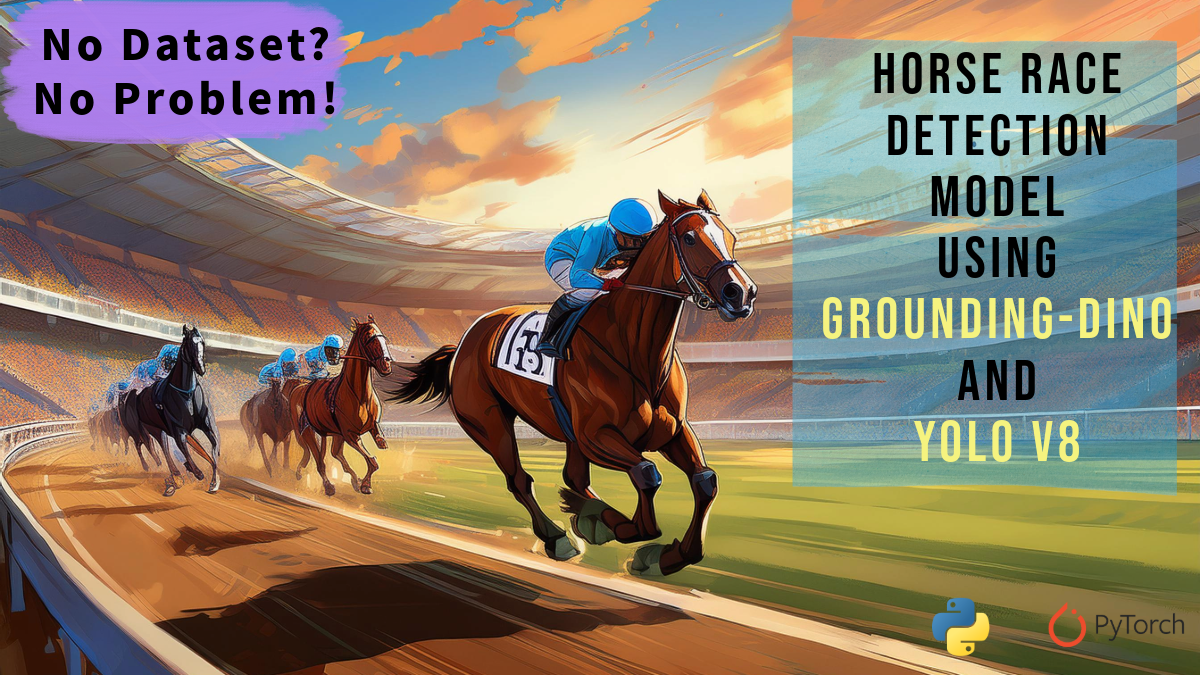 No Dataset?
No Problem!
HORSE RACE
DETECTION
MODEL
USING
GROUNDING-DINO
AND
YOLO V8
PyTorch